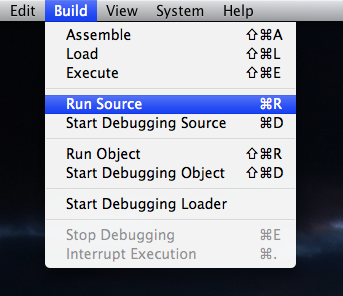 Edit Build View System Help
Assemble ⇧⌘A
Load ⇧⌘L
Execute ⇧⌘E
Run Source ⌘R
Start Debugging Source ⌘D
Run Object ⇧⌘R
Start Debugging Object ⇧⌘D
Start Debugging Loader
Stop Debugging ⌘E
Interrupt Execution ⌘.